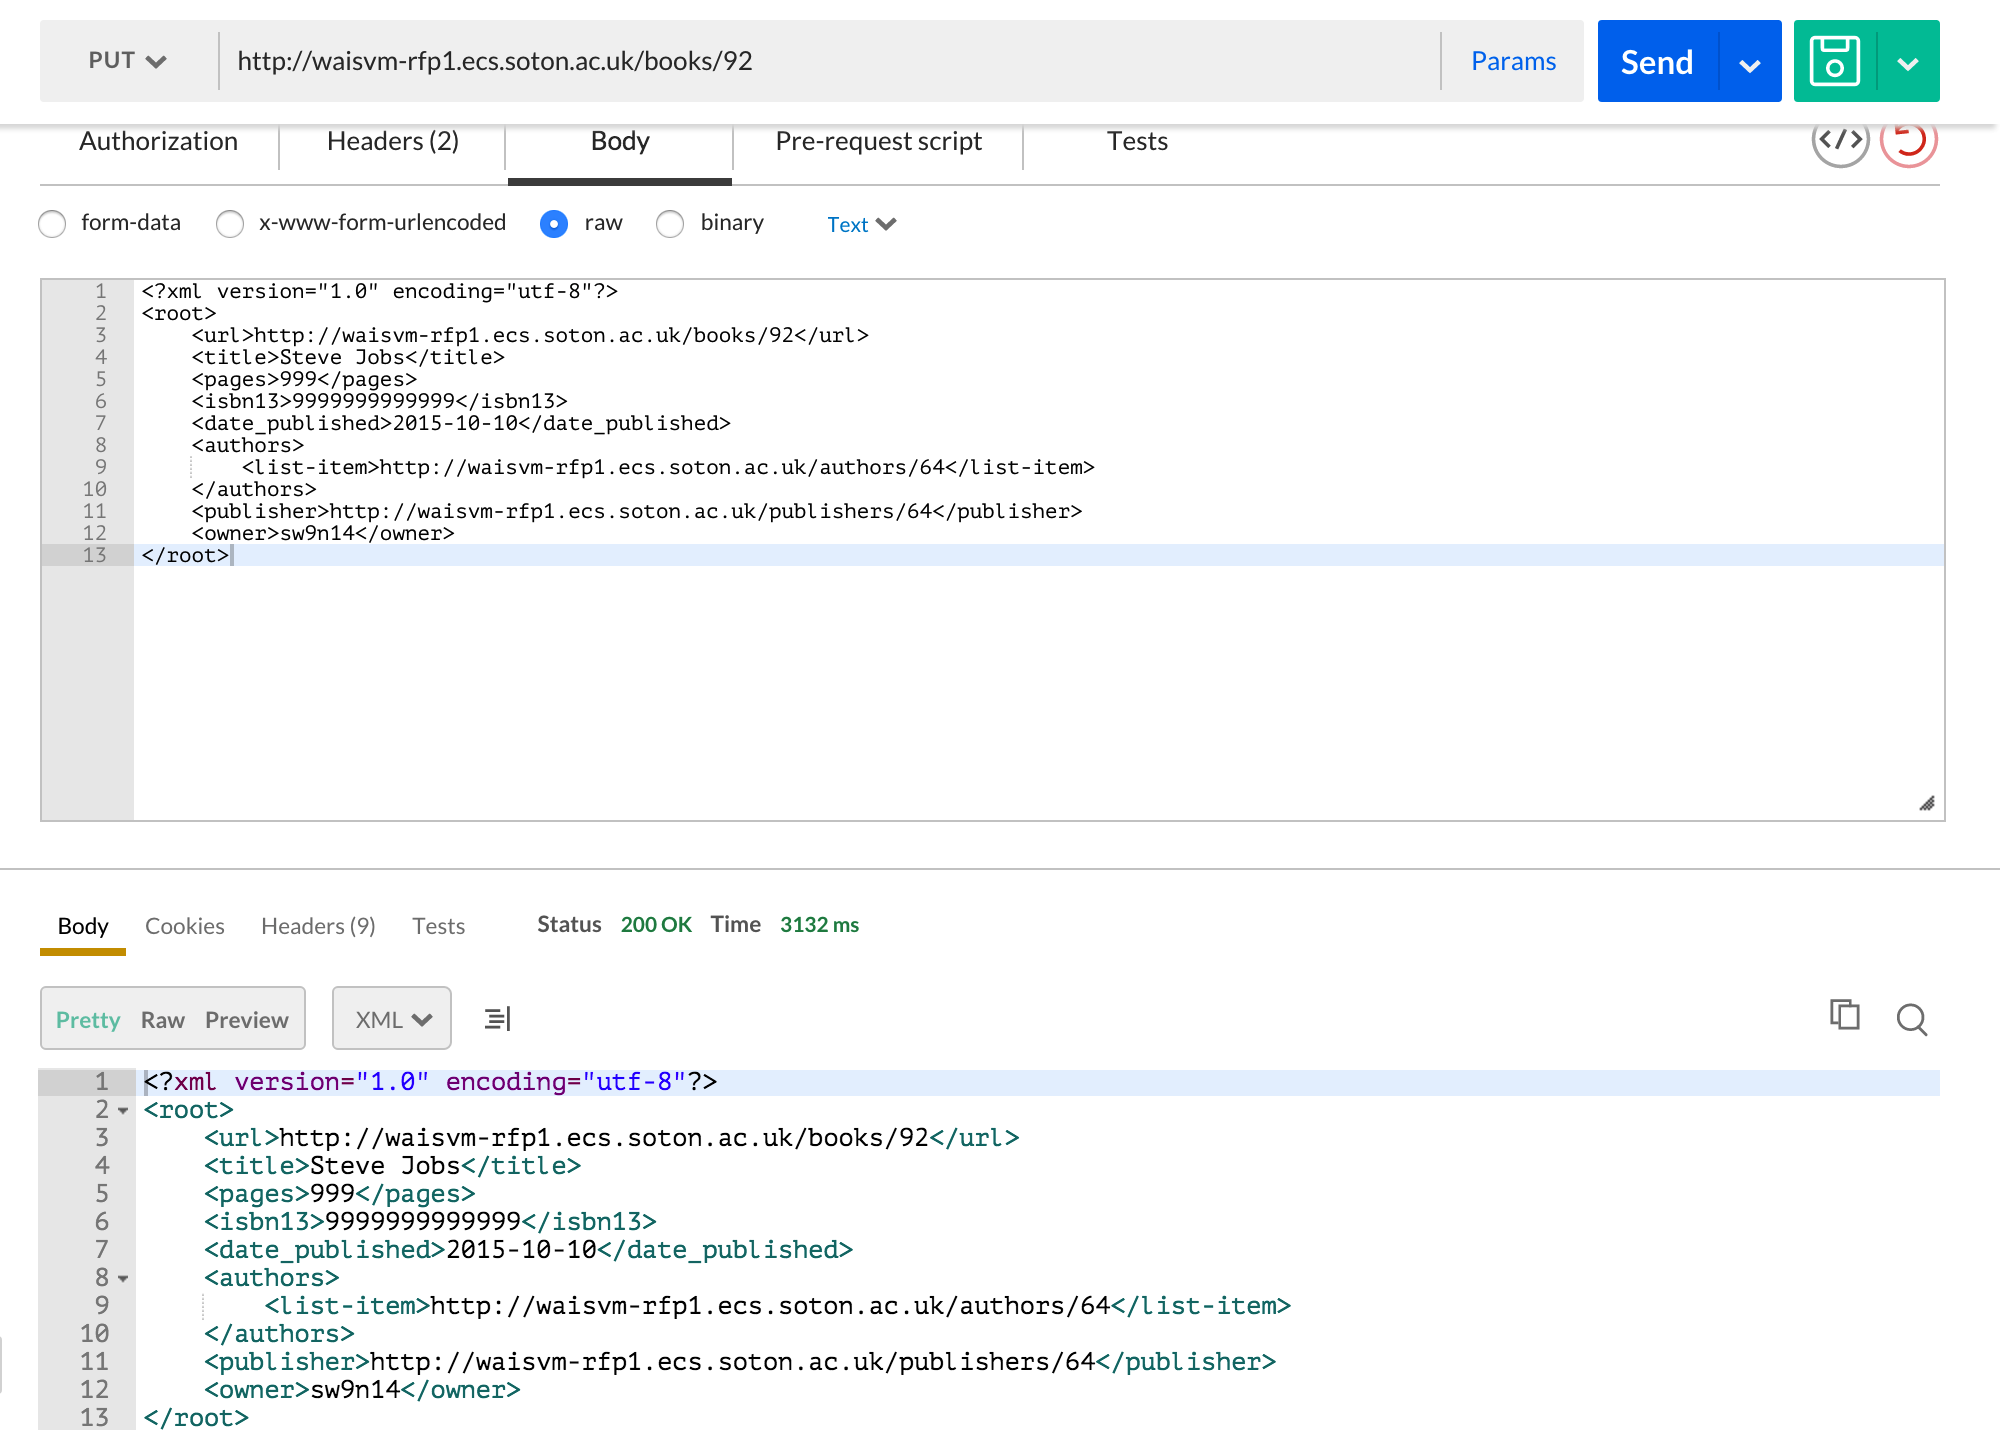 PUT http://waisvm-rfp1.ecs.soton.ac.uk/books/92 Params Send
Authorization Headers (2) Body Pre-request script Tests </>
form-data x-www-form-urlencoded raw binary Text
1 <?xml version="1.0" encoding="utf-8"?>
2 <root>
3 <url>http://waisvm-rfp1.ecs.soton.ac.uk/books/92</url>
4 <title>Steve Jobs</title>
5 <pages>999</pages>
6 <isbn13>9999999999999</isbn13>
7 <date_published>2015-10-10</date_published>
8 <authors>
9 <list-item>http://waisvm-rfp1.ecs.soton.ac.uk/authors/64</list-item>
10 </authors>
11 <publisher>http://waisvm-rfp1.ecs.soton.ac.uk/publishers/64</publisher>
12 <owner>sw9n14</owner>
13 </root>
Body Cookies Headers (9) Tests Status 200 OK Time 3132 ms
Pretty Raw Preview XML
1 <?xml version="1.0" encoding="utf-8"?>
2 <root>
3 <url>http://waisvm-rfp1.ecs.soton.ac.uk/books/92</url>
4 <title>Steve Jobs</title>
5 <pages>999</pages>
6 <isbn13>9999999999999</isbn13>
7 <date_published>2015-10-10</date_published>
8 <authors>
9 <list-item>http://waisvm-rfp1.ecs.soton.ac.uk/authors/64</list-item>
10 </authors>
11 <publisher>http://waisvm-rfp1.ecs.soton.ac.uk/publishers/64</publisher>
12 <owner>sw9n14</owner>
13 </root>